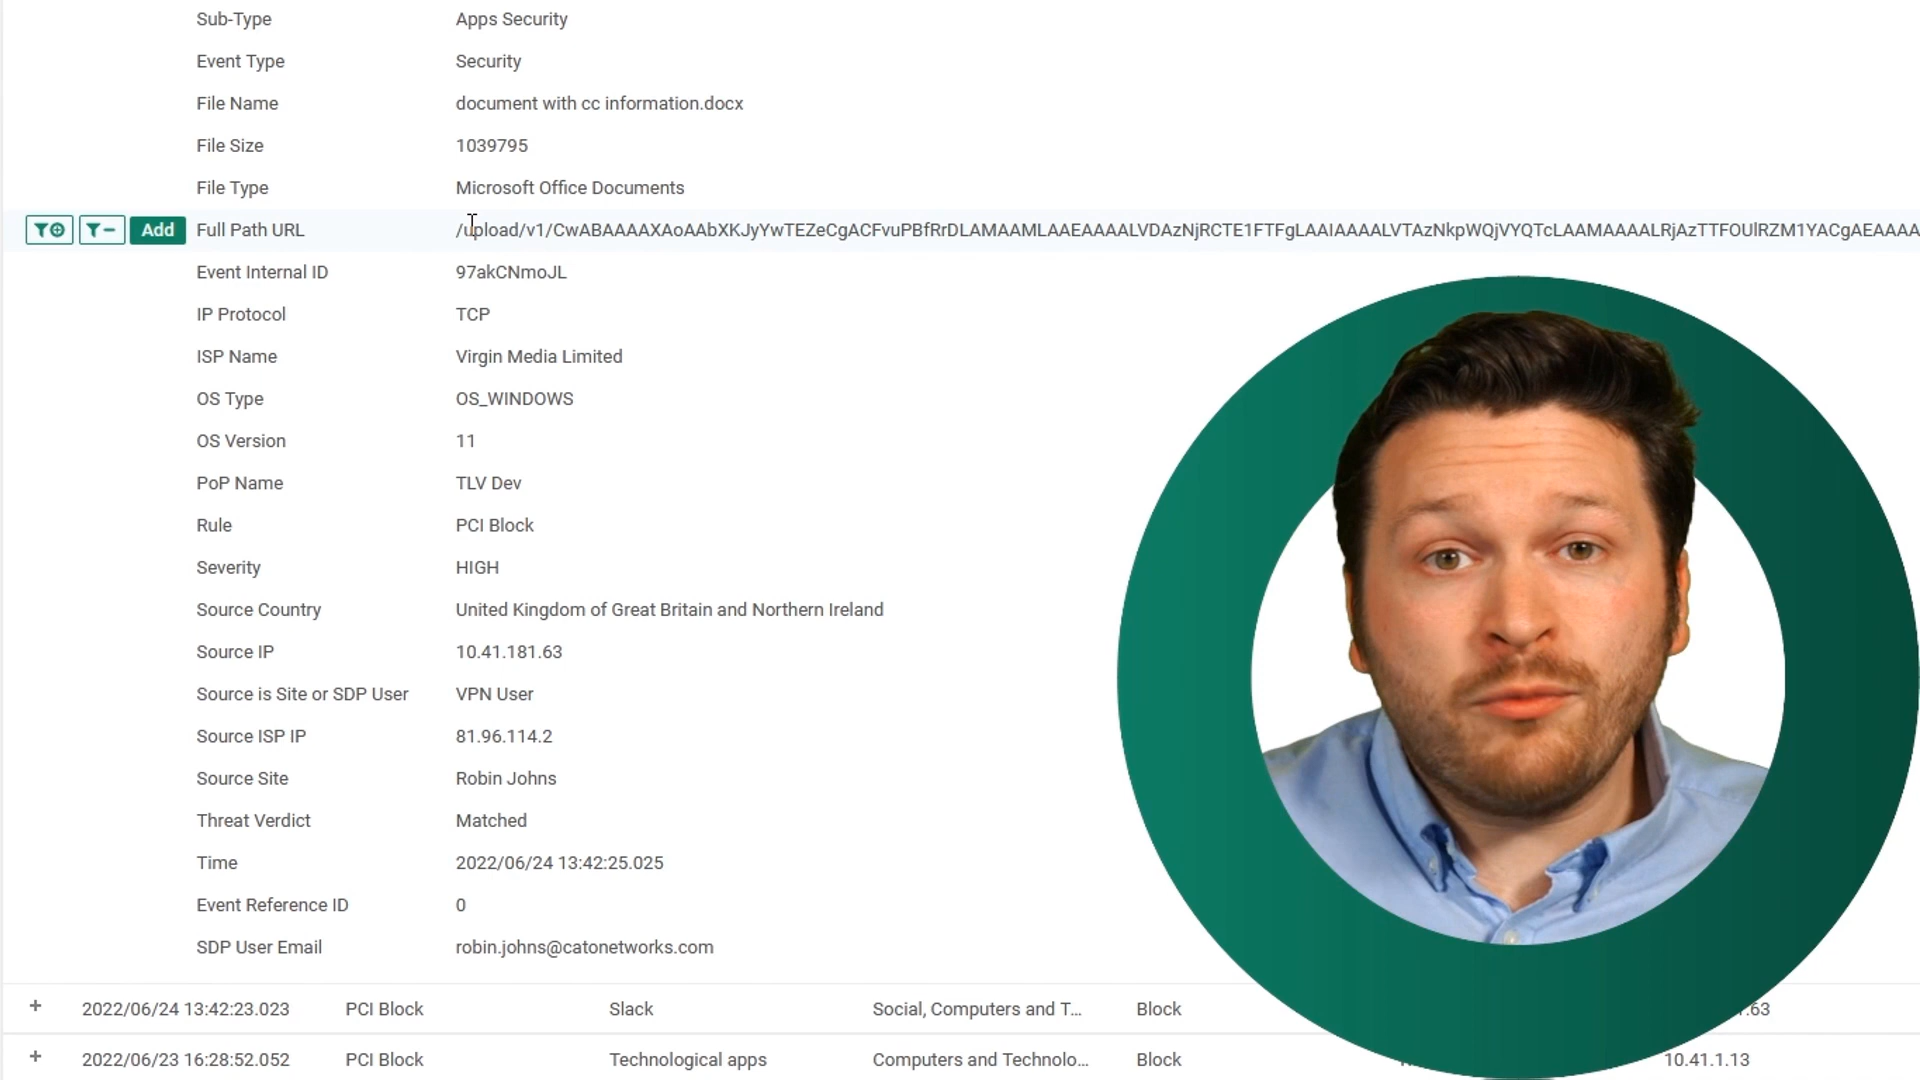 Sub-Type Apps Security
Event Type Security
File Name document with cc information.docx
File Size 1039795
File Type Microsoft Office Documents
Add Full Path URL /upload/v1/CwABAAAAXAoAAbXKJyYwTEZeCgACFvuPBfRrDLAMAAMLAAEAAAALVDAzNjRCTE1FTFgLAAIAAAALVTAzNkpWQjVYQTcLAAMAAAALRjAzTTFOUlRZM1YACgAEAAAA
Event Internal ID 97akCNmoJL
IP Protocol TCP
ISP Name Virgin Media Limited
OS Type OS_WINDOWS
OS Version 11
PoP Name TLV Dev
Rule PCI Block
Severity HIGH
Source Country United Kingdom of Great Britain and Northern Ireland
Source IP 10.41.181.63
Source is Site or SDP User VPN User
Source ISP IP 81.96.114.2
Source Site Robin Johns
Threat Verdict Matched
Time 2022/06/24 13:42:25.025
Event Reference ID 0
SDP User Email robin.johns@catonetworks.com
+ 2022/06/24 13:42:23.023 PCI Block Slack Social, Computers and T... Block .63
+ 2022/06/23 16:28:52.052 PCI Block Technological apps Computers and Technolo... Block 10.41.1.13